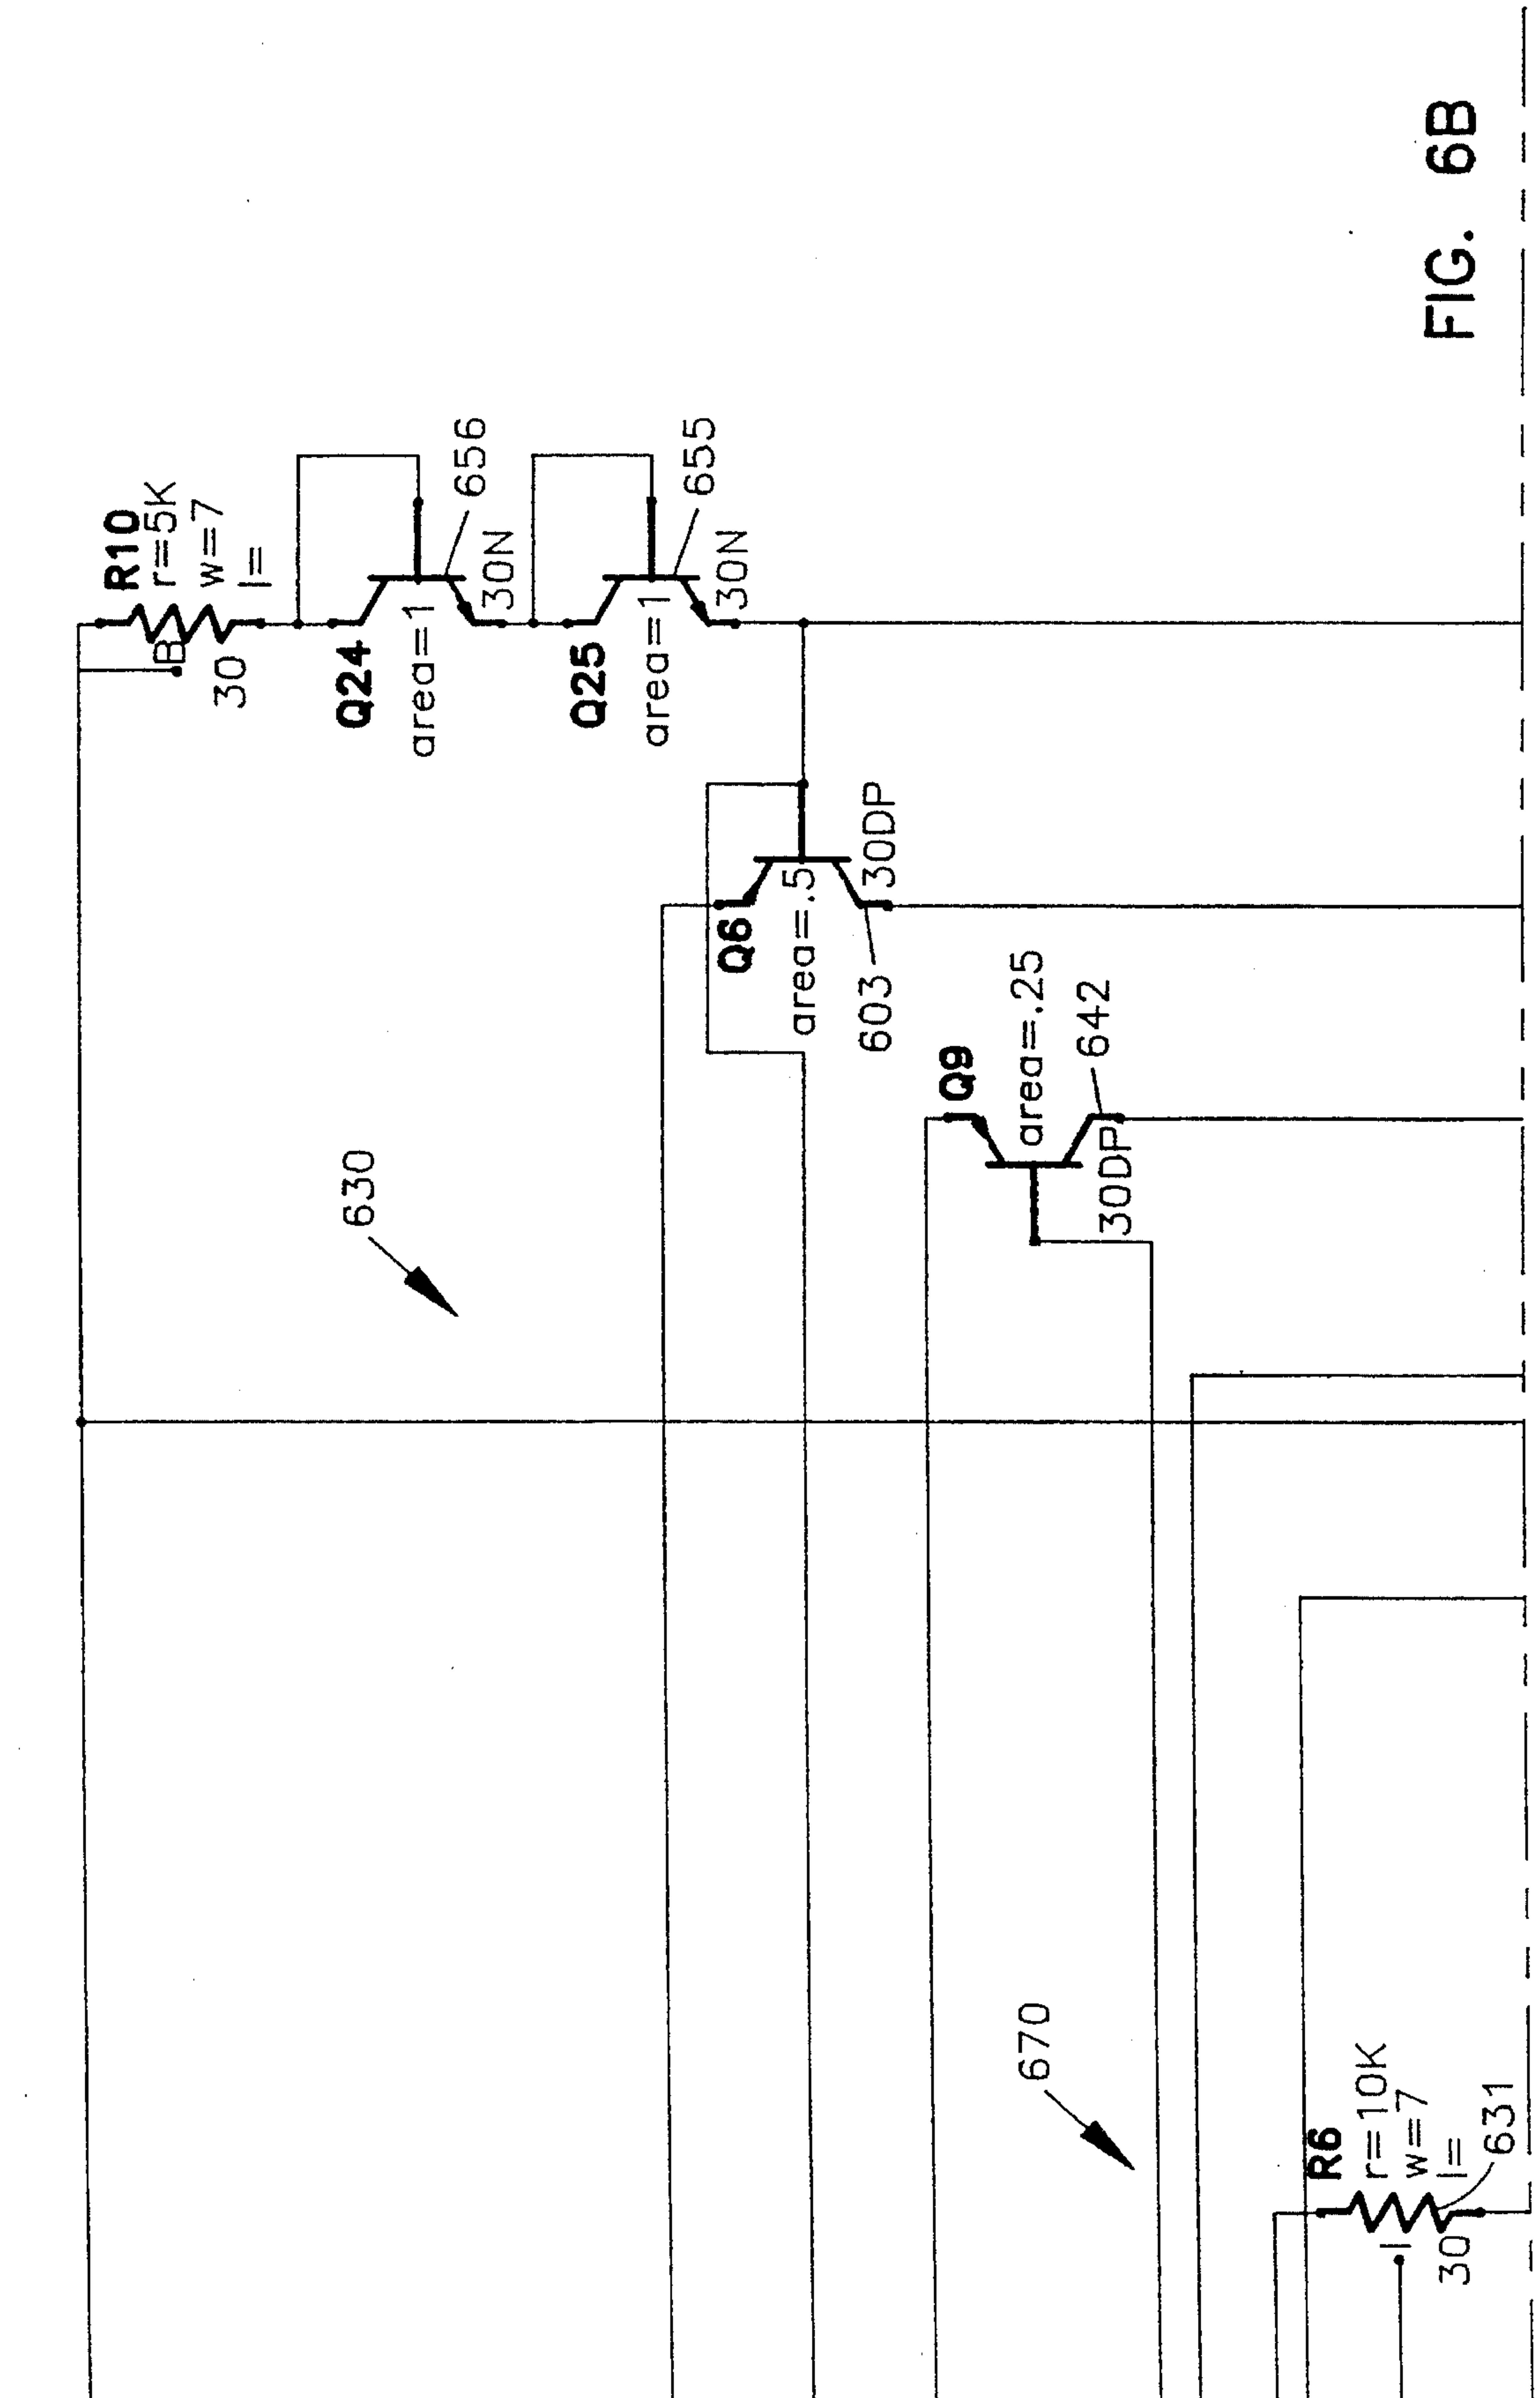 R10
r=5K
w=7
l=
B
30
656
Q24
area=1
30N
655
Q25
area=1
30N
Q6
area=.5
30DP
603
Q9
area=.25
642
30DP
630
670
R6
r=10K
w=7
l=
631
I
30
FIG. 6B